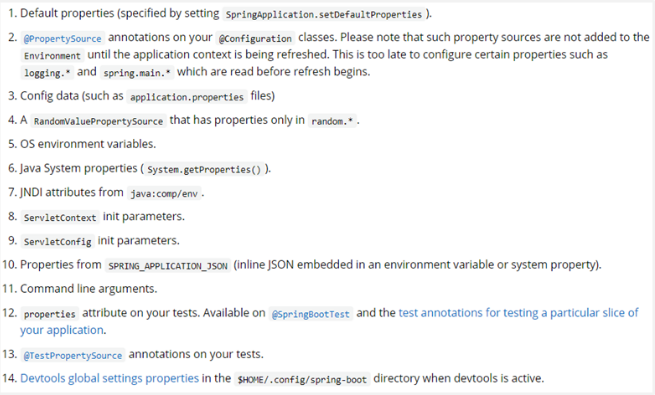 1. Default properties (specified by setting SpringApplication.setDefaultProperties ).
2. @PropertySource annotations on your @Configuration classes. Please note that such property sources are not added to the
Environment until the application context is being refreshed. This is too late to configure certain properties such as
logging.* and spring.main.* which are read before refresh begins.
3. Config data (such as application.properties files)
4. A RandomValuePropertySource that has properties only in random.* .
5. OS environment variables.
6. Java System properties ( System.getProperties() ).
7. JNDI attributes from java:comp/env .
8. ServletContext init parameters.
9. ServletConfig init parameters.
10. Properties from SPRING_APPLICATION_JSON (inline JSON embedded in an environment variable or system property).
11. Command line arguments.
12. properties attribute on your tests. Available on @SpringBootTest and the test annotations for testing a particular slice of
your application.
13. @TestPropertySource annotations on your tests.
14. Devtools global settings properties in the $HOME/.config/spring-boot directory when devtools is active.